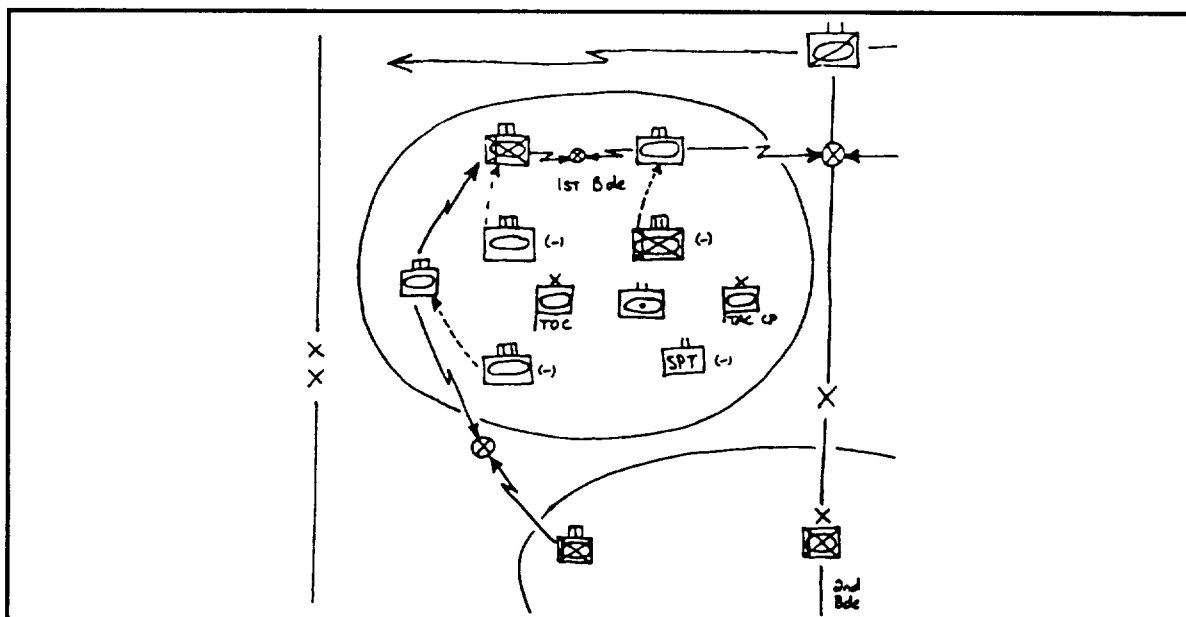 1ST Bde
(-)
(-)
TOC
TAC CP
SPT
(-)
(-)
2nd
Bde